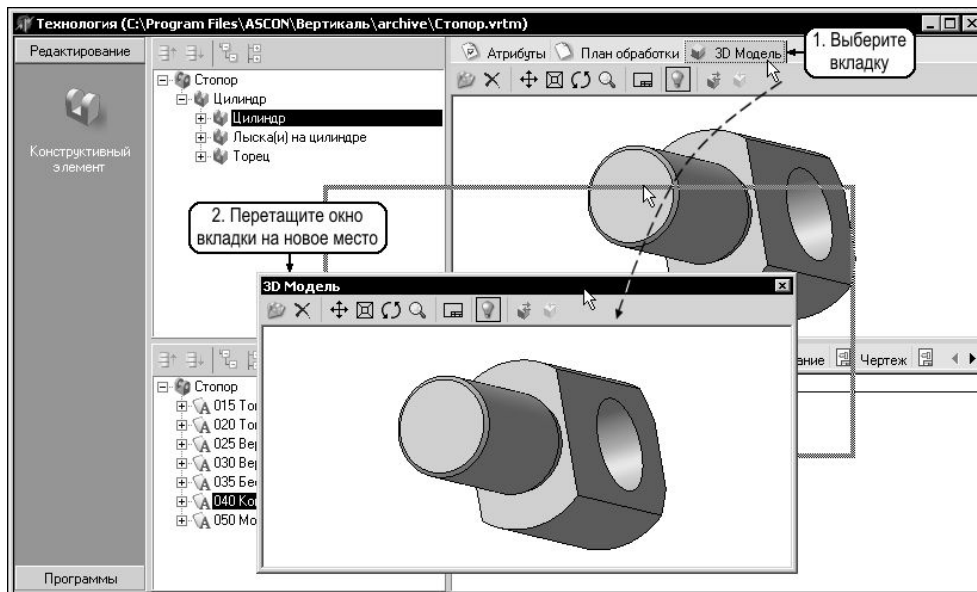 Технология (C:\Program Files\ASCON\Вертикаль\archive\Стопор.vrtm)
Редактирование
Конструктивный
элемент
Программы
Стопор
Цилиндр
Цилиндр
Лыска(и) на цилиндре
Торец
Атрибуты План обработки 3D Модель
1. Выберите
вкладку
2. Перетащите окно
вкладки на новое место
3D Модель
ание Чертеж
Стопор
015 То
020 То
025 Вер
030 Вер
035 Бес
040 Ко
050 Мо